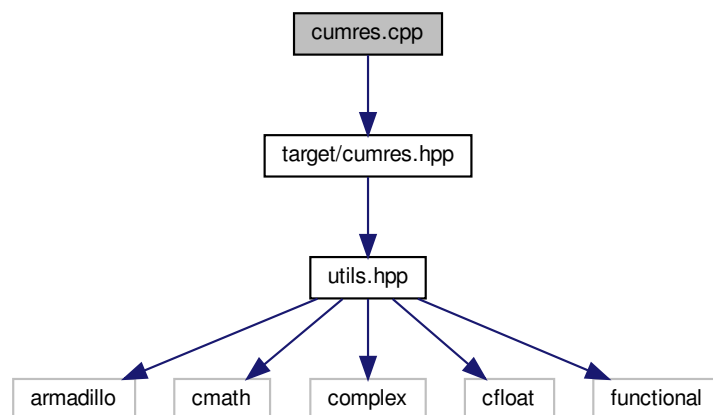 cumres.cpp
target/cumres.hpp
utils.hpp
armadillo
cmath
complex
cfloat
functional